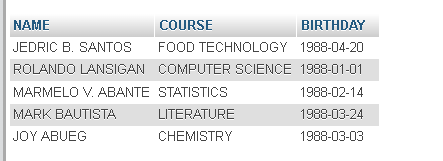 NAME COURSE BIRTHDAY
JEDRIC B. SANTOS FOOD TECHNOLOGY 1988-04-20
ROLANDO LANSIGAN COMPUTER SCIENCE 1988-01-01
MARMELO V. ABANTE STATISTICS 1988-02-14
MARK BAUTISTA LITERATURE 1988-03-24
JOY ABUEG CHEMISTRY 1988-03-03